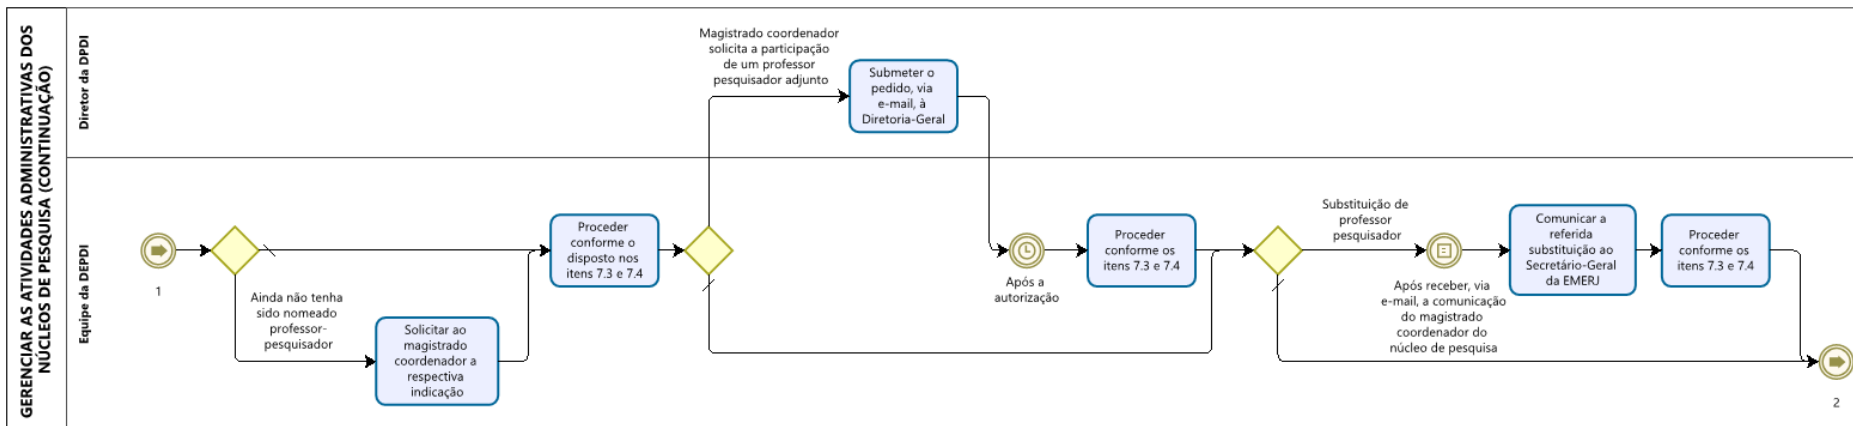 GERENCIAR AS ATIVIDADES ADMINISTRATIVAS DOS
NÚCLEOS DE PESQUISA (CONTINUAÇÃO)
Diretor da DPDI
Magistrado coordenador
solicita a participação
de um professor
pesquisador adjunto
Submeter o
pedido, via
e-mail, à
Diretoria-Geral
Equipe da DEPDI
1
Ainda não tenha
sido nomeado
professor-
pesquisador
Solicitar ao
magistrado
coordenador a
respectiva
indicação
Proceder
conforme o
disposto nos
itens 7.3 e 7.4
Após a
autorização
Proceder
conforme os
itens 7.3 e 7.4
Substituição de
professor
pesquisador
Após receber, via
e-mail, a comunicação
do magistrado
coordenador do
núcleo de pesquisa
Comunicar a
referida
substituição ao
Secretário-Geral
da EMERJ
Proceder
conforme os
itens 7.3 e 7.4
2